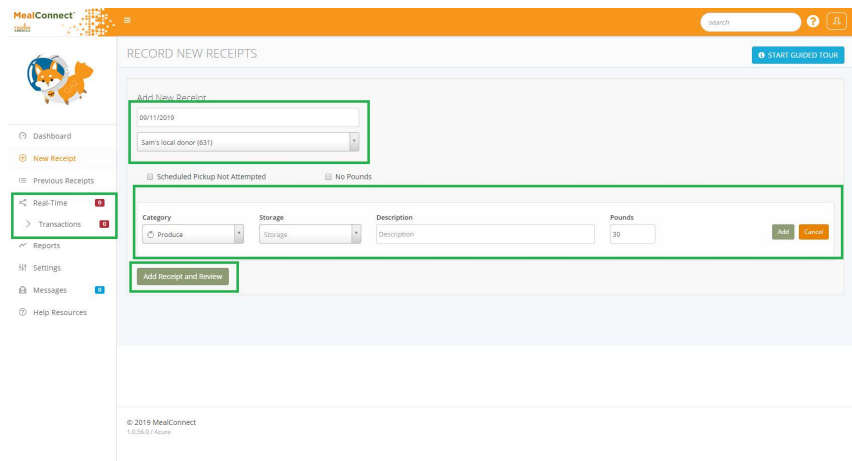 MealConnect™
FEEDING
AMERICA
search
?
RECORD NEW RECEIPTS
START GUIDED TOUR
Add New Receipt
09/11/2019
Sam's local donor (631)
Scheduled Pickup Not Attempted
No Pounds
Category Storage Description Pounds
Produce Storage Description 30 Add Cancel
Add Receipt and Review
Dashboard
New Receipt
Previous Receipts
Real-Time 0
Transactions 0
Reports
Settings
Messages 0
Help Resources
© 2019 MealConnect
1.0.56.0 / Azure